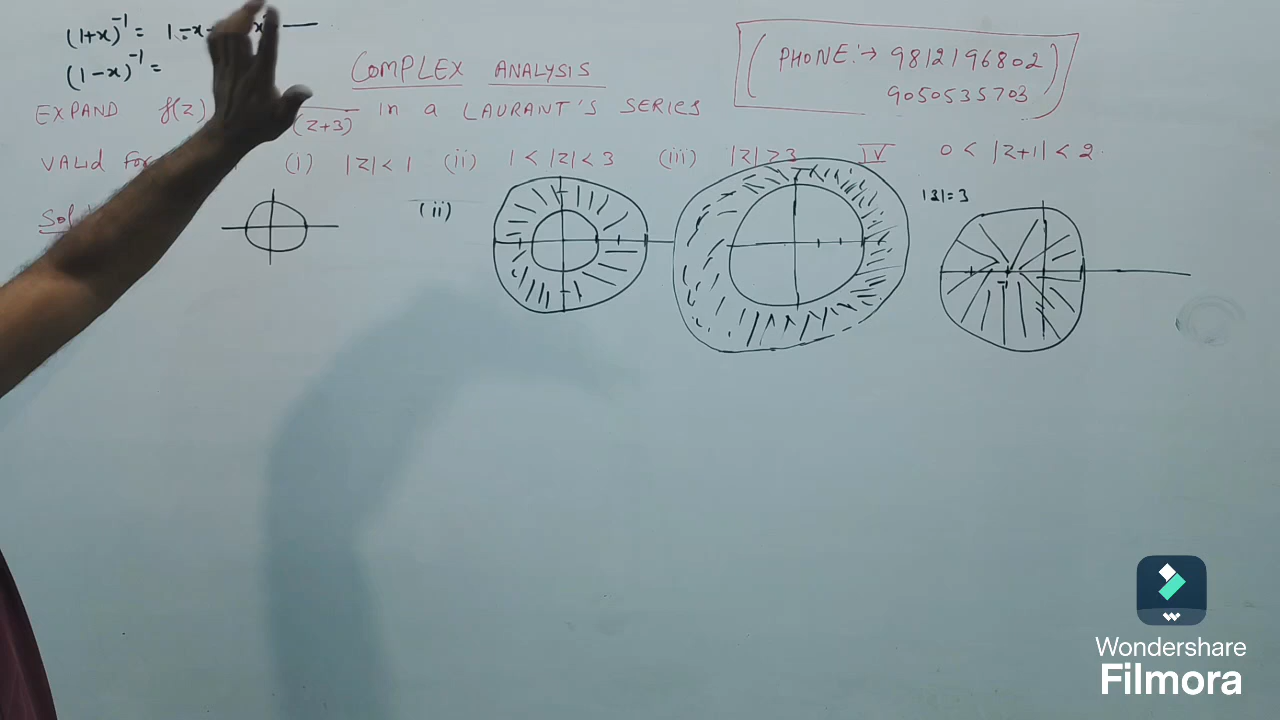 (1+x)⁻¹ = 1-x
(1-x)⁻¹ =
COMPLEX ANALYSIS
(PHONE:→ 9812196802
9050535703)
EXPAND f(z) (z+3) in a LAURANT'S SERIES
VALid For (i) |z|<1 (ii) 1<|z|<3 (iii) |z|>3 IV 0<|z+1|<2
(ii)
|z|=3
Wondershare
Filmora